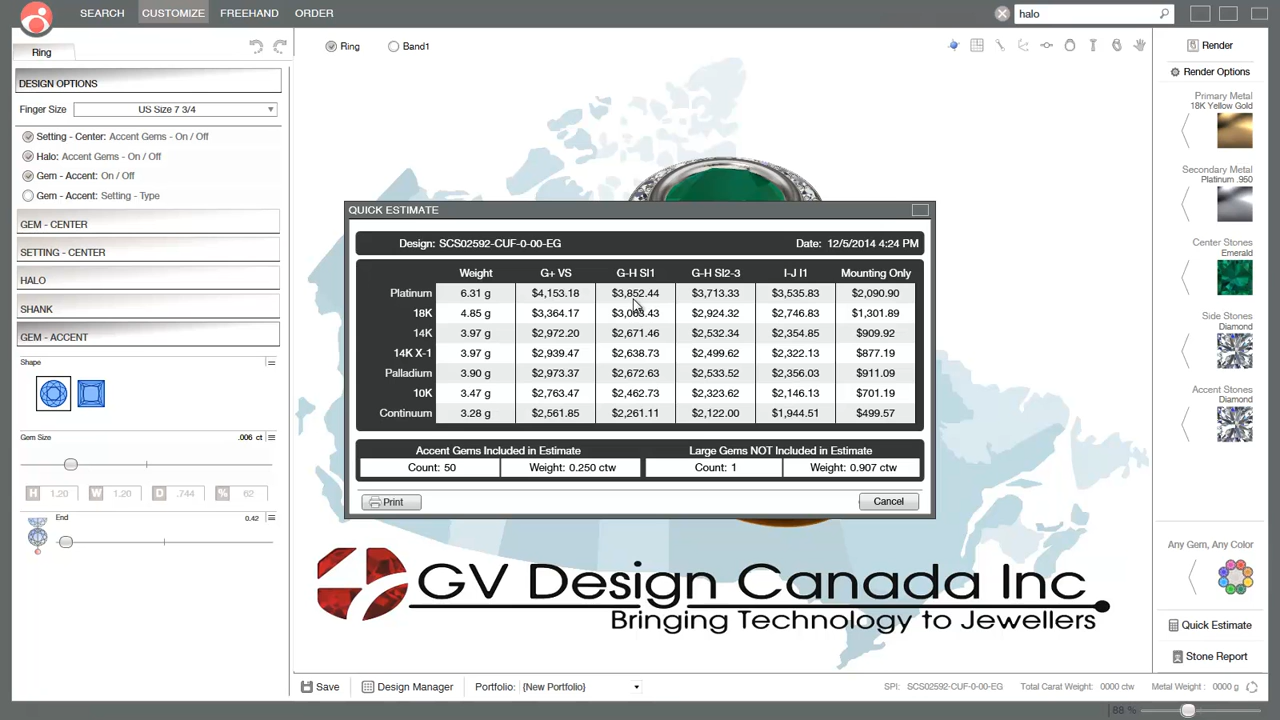 SEARCH CUSTOMIZE FREEHAND ORDER halo
Ring
Ring Band1
DESIGN OPTIONS
Finger Size US Size 7 3/4
Setting - Center: Accent Gems - On / Off
Halo: Accent Gems - On / Off
Gem - Accent: On / Off
Gem - Accent: Setting - Type
GEM - CENTER
SETTING - CENTER
HALO
SHANK
GEM - ACCENT
Shape
Gem Size .006 ct
H 1.20 W 1.20 D .744 % 62
End 0.42
QUICK ESTIMATE
Design: SCS02592-CUF-0-00-EG Date: 12/5/2014 4:24 PM
Weight G+ VS G-H SI1 G-H SI2-3 I-J I1 Mounting Only
Platinum 6.31 g $4,153.18 $3,852.44 $3,713.33 $3,535.83 $2,090.90
18K 4.85 g $3,364.17 $2,924.32 $2,746.83 $1,301.89
14K 3.97 g $2,972.20 $2,671.46 $2,532.34 $2,354.85 $909.92
14K X-1 3.97 g $2,939.47 $2,638.73 $2,499.62 $2,322.13 $877.19
Palladium 3.90 g $2,973.37 $2,672.63 $2,533.52 $2,356.03 $911.09
10K 3.47 g $2,763.47 $2,462.73 $2,323.62 $2,146.13 $701.19
Continuum 3.28 g $2,561.85 $2,261.11 $2,122.00 $1,944.51 $499.57
Accent Gems Included in Estimate Large Gems NOT Included in Estimate
Count: 50 Weight: 0.250 ctw Count: 1 Weight: 0.907 ctw
Print Cancel
GV Design Canada Inc
Bringing Technology to Jewellers
Render
Render Options
Primary Metal
18K Yellow Gold
Secondary Metal
Platinum .950
Center Stones
Emerald
Side Stones
Diamond
Accent Stones
Diamond
Any Gem, Any Color
Quick Estimate
Stone Report
Save Design Manager Portfolio: {New Portfolio} SPI: SCS02592-CUF-0-00-EG Total Carat Weight: 0000 ctw Metal Weight : 0000 g
88 %